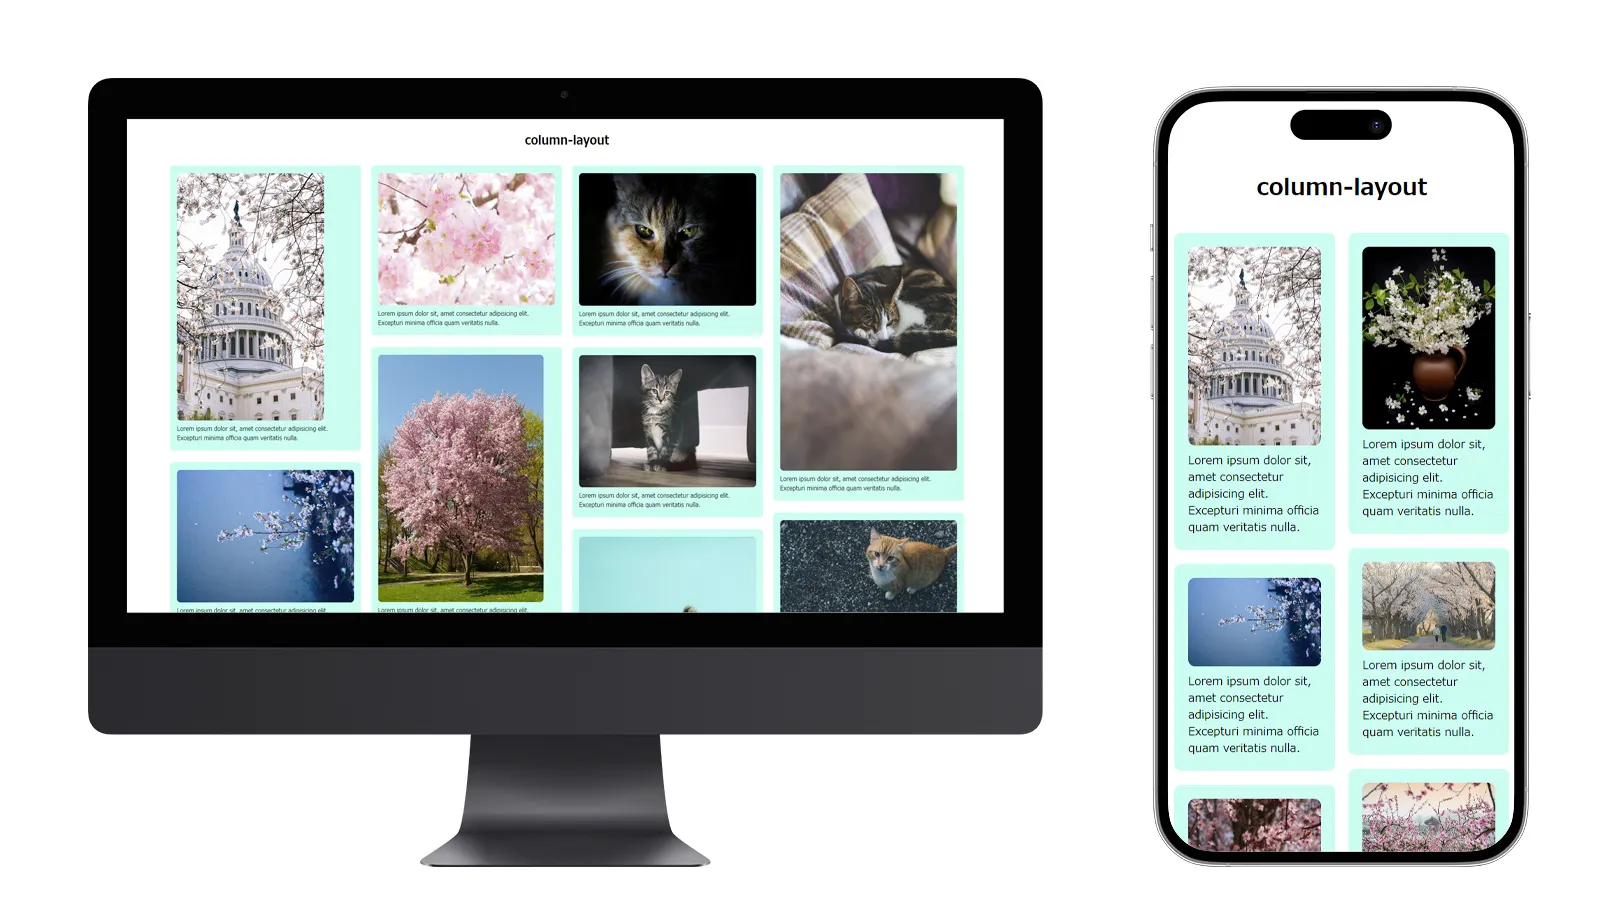 column-layout
Lorem ipsum dolor sit, amet consectetur adipisicing elit.
Excepturi minima officia quam veritatis nulla.
Lorem ipsum dolor sit, amet consectetur adipisicing elit.
Lorem ipsum dolor sit, amet consectetur adipisicing elit.
Excepturi minima officia quam veritatis nulla.
Lorem ipsum dolor sit, amet consectetur adipisicing elit.
Lorem ipsum dolor sit, amet consectetur adipisicing elit.
Excepturi minima officia quam veritatis nulla.
Lorem ipsum dolor sit, amet consectetur adipisicing elit.
Excepturi minima officia quam veritatis nulla.
Lorem ipsum dolor sit, amet consectetur adipisicing elit.
Excepturi minima officia quam veritatis nulla.
column-layout
Lorem ipsum dolor sit,
amet consectetur
adipisicing elit.
Excepturi minima officia
quam veritatis nulla.
Lorem ipsum dolor sit,
amet consectetur
adipisicing elit.
Excepturi minima officia
quam veritatis nulla.
Lorem ipsum dolor sit,
amet consectetur
adipisicing elit.
Excepturi minima officia
quam veritatis nulla.
Lorem ipsum dolor sit,
amet consectetur
adipisicing elit.
Excepturi minima officia
quam veritatis nulla.